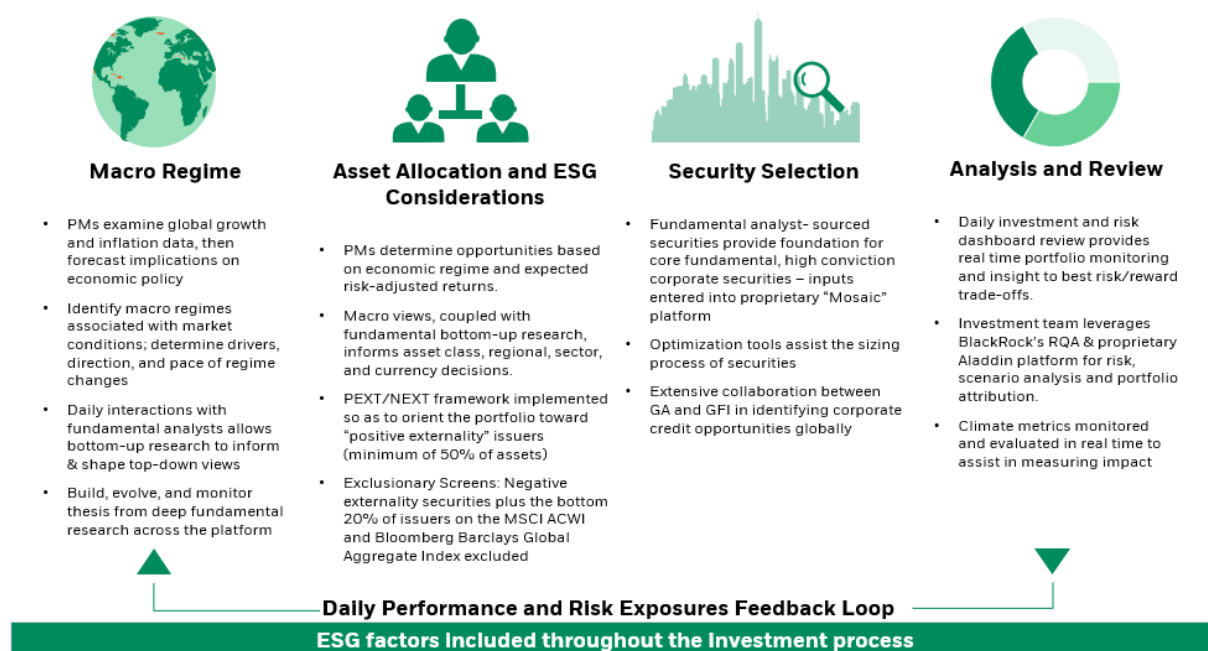 Macro Regime
• PMs examine global growth
and inflation data, then
forecast implications on
economic policy
• Identify macro regimes
associated with market
conditions; determine drivers,
direction, and pace of regime
changes
• Daily interactions with
fundamental analysts allows
bottom-up research to inform
& shape top-down views
• Build, evolve, and monitor
thesis from deep fundamental
research across the platform
Asset Allocation and ESG
Considerations
• PMs determine opportunities based
on economic regime and expected
risk-adjusted returns.
• Macro views, coupled with
fundamental bottom-up research,
informs asset class, regional, sector,
and currency decisions.
• PEXT/NEXT framework implemented
so as to orient the portfolio toward
“positive externality” issuers
(minimum of 50% of assets)
• Exclusionary Screens: Negative
externality securities plus the bottom
20% of issuers on the MSCI ACWI
and Bloomberg Barclays Global
Aggregate Index excluded
Security Selection
• Fundamental analyst- sourced
securities provide foundation for
core fundamental, high conviction
corporate securities – inputs
entered into proprietary “Mosaic”
platform
• Optimization tools assist the sizing
process of securities
• Extensive collaboration between
GA and GFI in identifying corporate
credit opportunities globally
Analysis and Review
• Daily investment and risk
dashboard review provides
real time portfolio monitoring
and insight to best risk/reward
trade-offs.
• Investment team leverages
BlackRock’s RQA & proprietary
Aladdin platform for risk,
scenario analysis and portfolio
attribution.
• Climate metrics monitored
and evaluated in real time to
assist in measuring impact
Daily Performance and Risk Exposures Feedback Loop
ESG factors included throughout the investment process